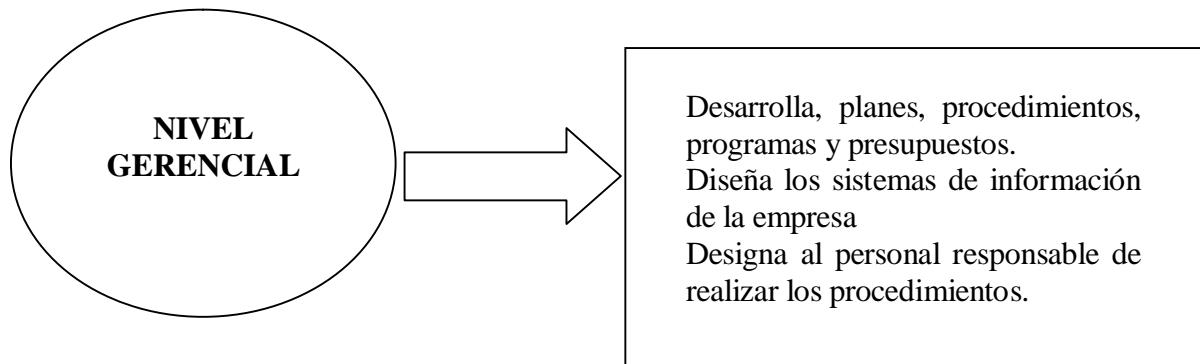 NIVEL
GERENCIAL
Desarrolla, planes, procedimientos,
programas y presupuestos.
Diseña los sistemas de información
de la empresa
Designa al personal responsable de
realizar los procedimientos.